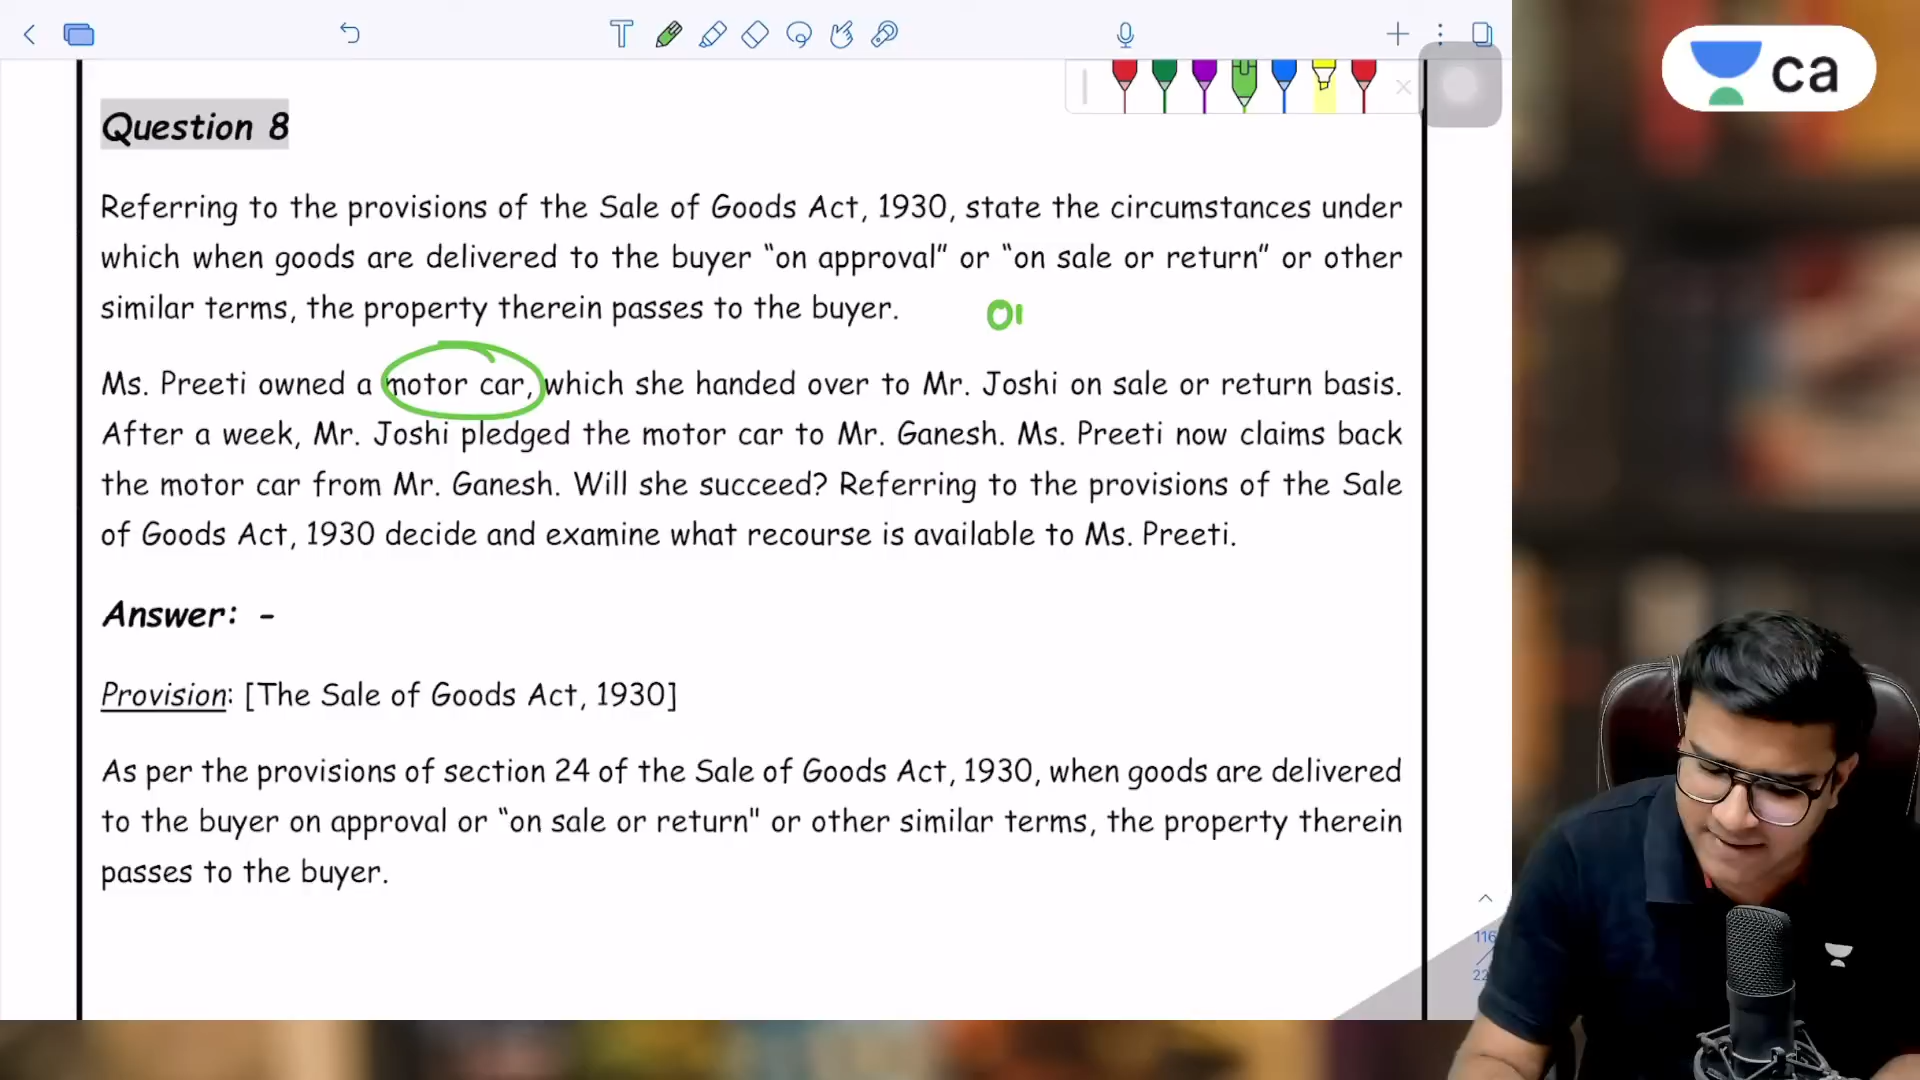 ca
Question 8
Referring to the provisions of the Sale of Goods Act, 1930, state the circumstances under
which when goods are delivered to the buyer “on approval” or “on sale or return” or other
similar terms, the property therein passes to the buyer.
Ms. Preeti owned a motor car, which she handed over to Mr. Joshi on sale or return basis.
After a week, Mr. Joshi pledged the motor car to Mr. Ganesh. Ms. Preeti now claims back
the motor car from Mr. Ganesh. Will she succeed? Referring to the provisions of the Sale
of Goods Act, 1930 decide and examine what recourse is available to Ms. Preeti.
Answer: -
Provision: [The Sale of Goods Act, 1930]
As per the provisions of section 24 of the Sale of Goods Act, 1930, when goods are delivered
to the buyer on approval or “on sale or return" or other similar terms, the property therein
passes to the buyer.
116